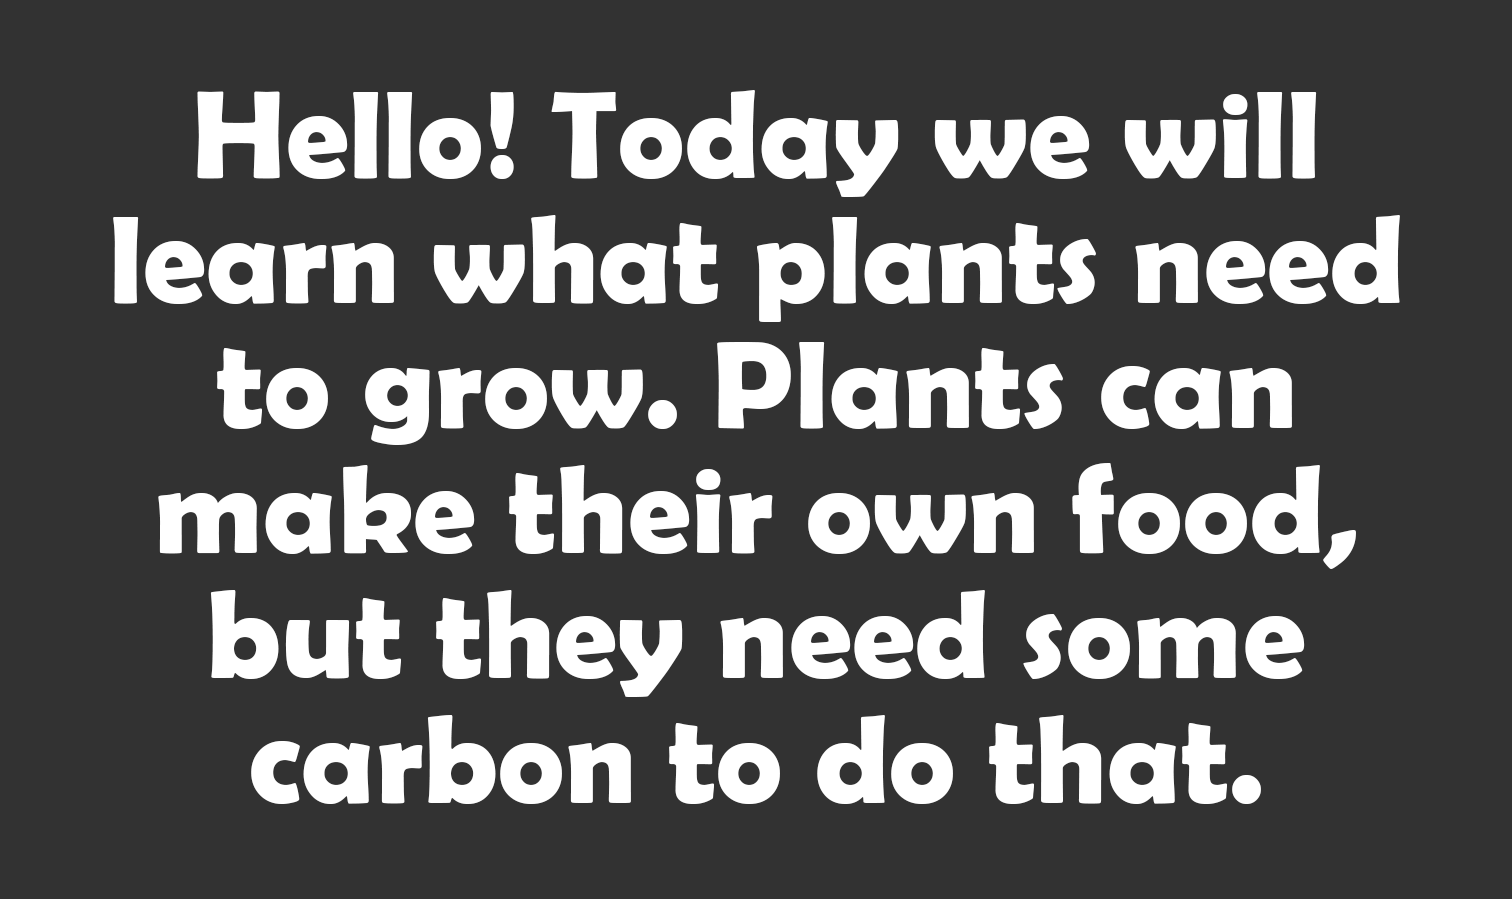 Hello! Today we will
learn what plants need
to grow. Plants can
make their own food,
but they need some
carbon to do that.